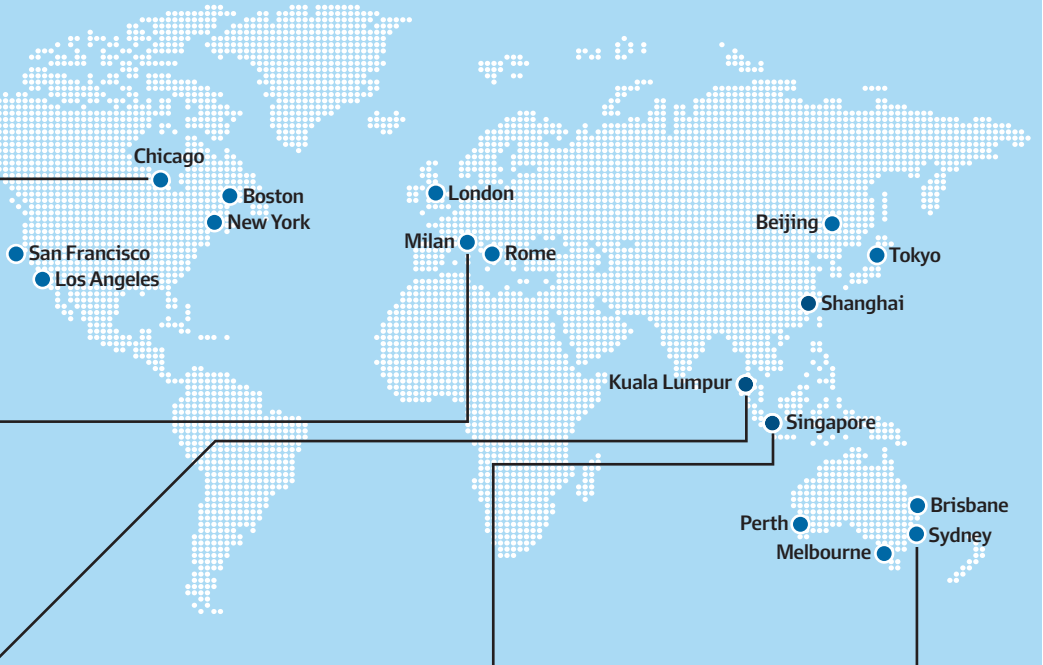 Chicago
Boston
London
New York
Beijing
Milan
Rome
San Francisco
Tokyo
Los Angeles
Shanghai
Kuala Lumpur
Singapore
Brisbane
Perth
Sydney
Melbourne